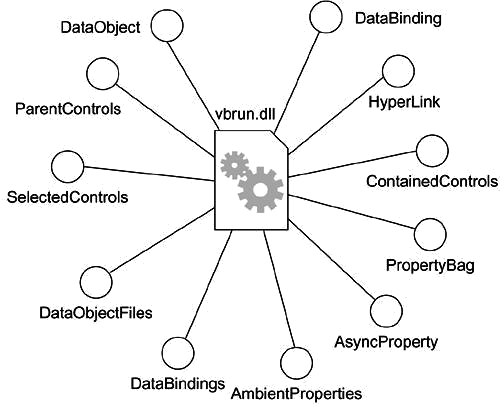 DataObject
DataBinding
vbrun.dll
ParentControls
HyperLink
SelectedControls
ContainedControls
PropertyBag
DataObjectFiles
AsyncProperty
DataBindings
AmbientProperties